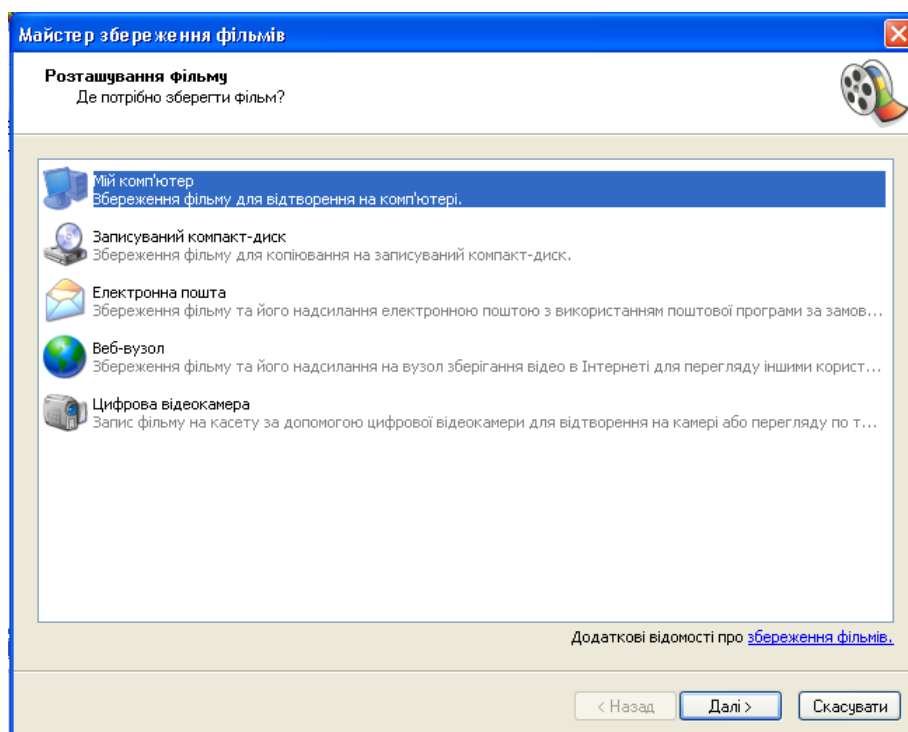 Майстер збереження фільмів
Розташування фільму
Де потрібно зберегти фільм?
Мій комп'ютер
Збереження фільму для відтворення на комп'ютері.
Записуваний компакт-диск
Збереження фільму для копіювання на записуваний компакт-диск.
Електронна пошта
Збереження фільму та його надсилання електронною поштою з використанням поштової програми за замов...
Веб-вузол
Збереження фільму та його надсилання на вузол зберігання відео в Інтернеті для перегляду іншими корист...
Цифрова відеокамера
Запис фільму на касету за допомогою цифрової відеокамери для відтворення на камері або перегляду по т...
Додаткові відомості про збереження фільмів.
< Назад Далі > Скасувати